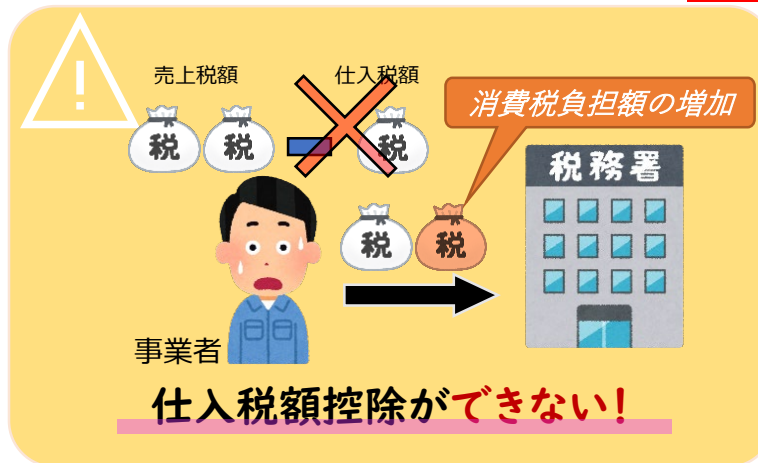 売上税額
仕入税額
消費税負担額の増加
税
税
税
税務署
税
税
事業者
仕入税額控除ができない!